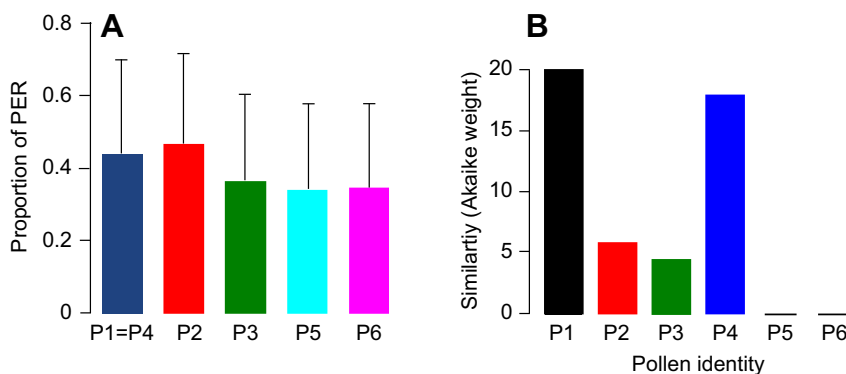 A
Proportion of PER
0.8
0.6
0.4
0.2
0
P1=P4 P2 P3 P5 P6
B
Similartiy (Akaike weight)
20
15
10
5
0
P1 P2 P3 P4 P5 P6
Pollen identity